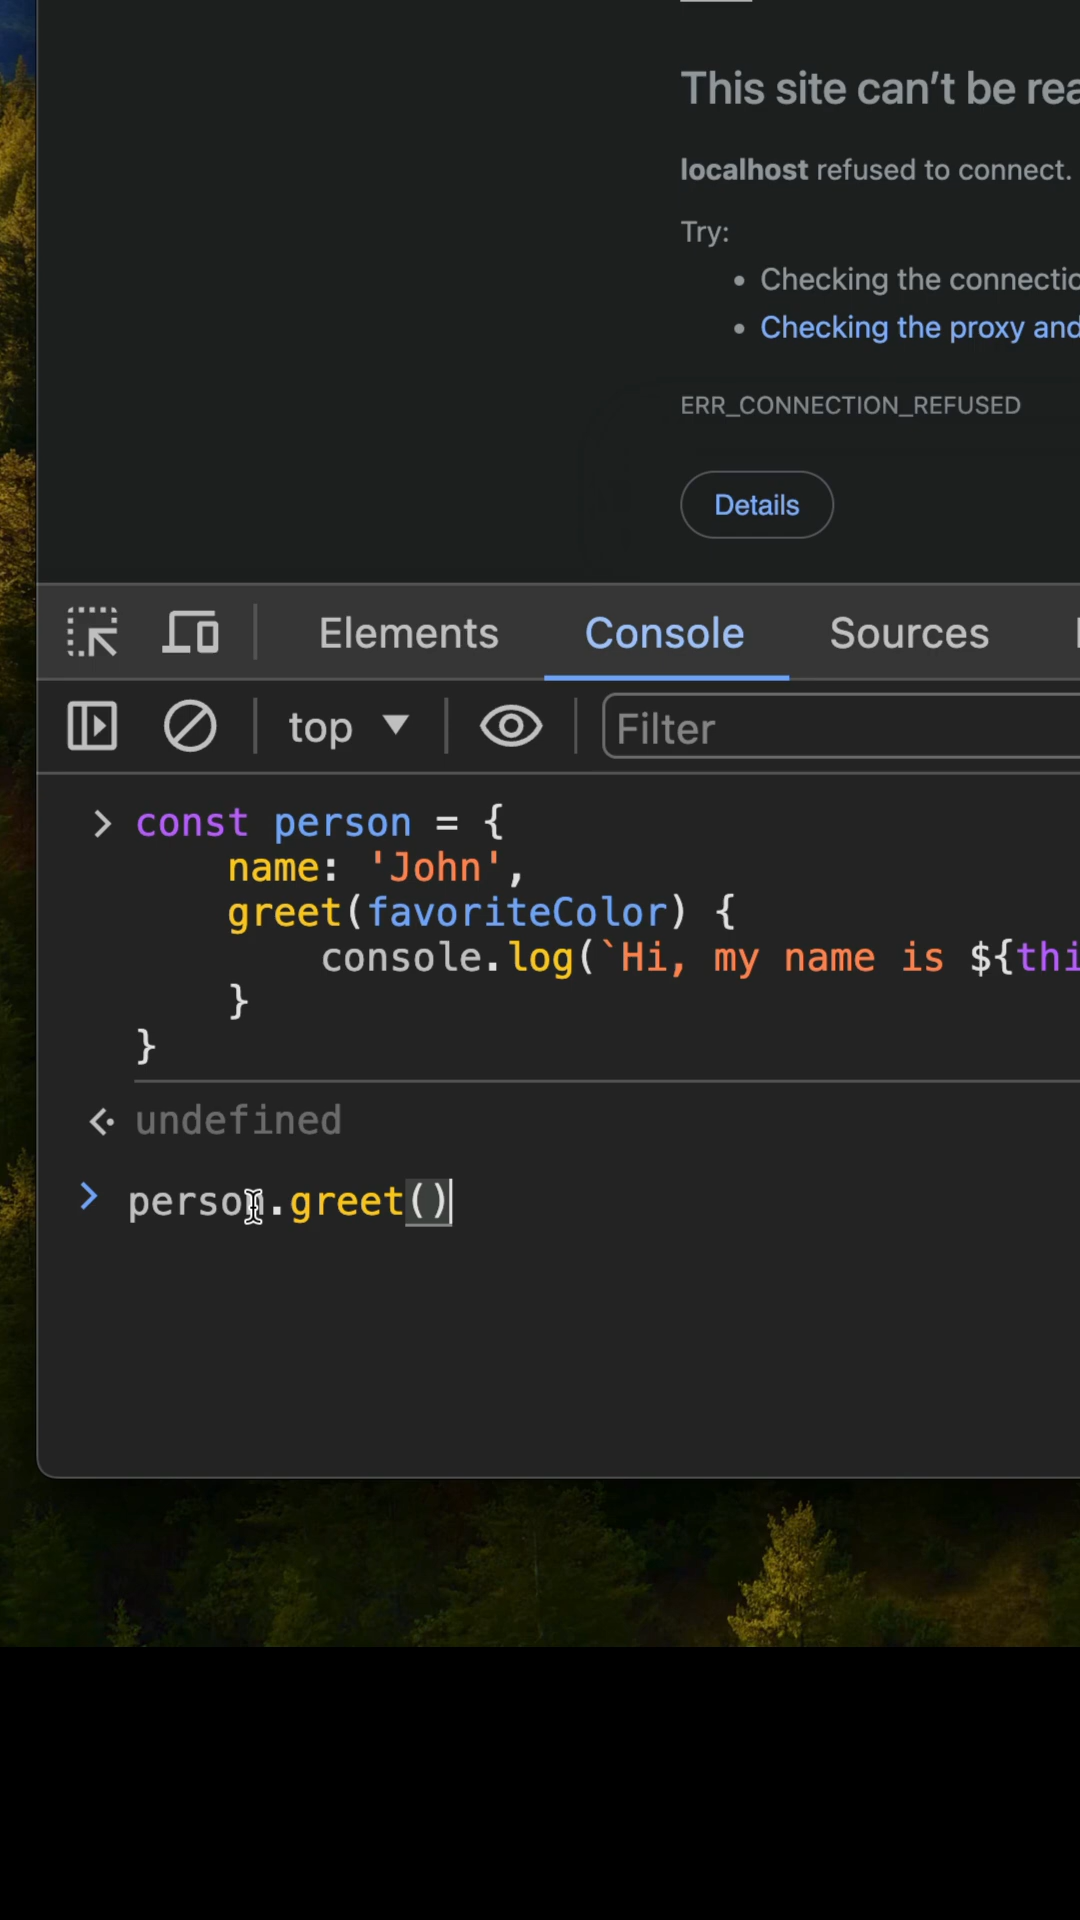 This site can’t be rea
localhost refused to connect.
Try:
• Checking the connectio
• Checking the proxy and
ERR_CONNECTION_REFUSED
Details
Elements Console Sources
top Filter
const person = {
name: 'John',
greet(favoriteColor) {
console.log(`Hi, my name is ${thi
}
}
undefined
person.greet()